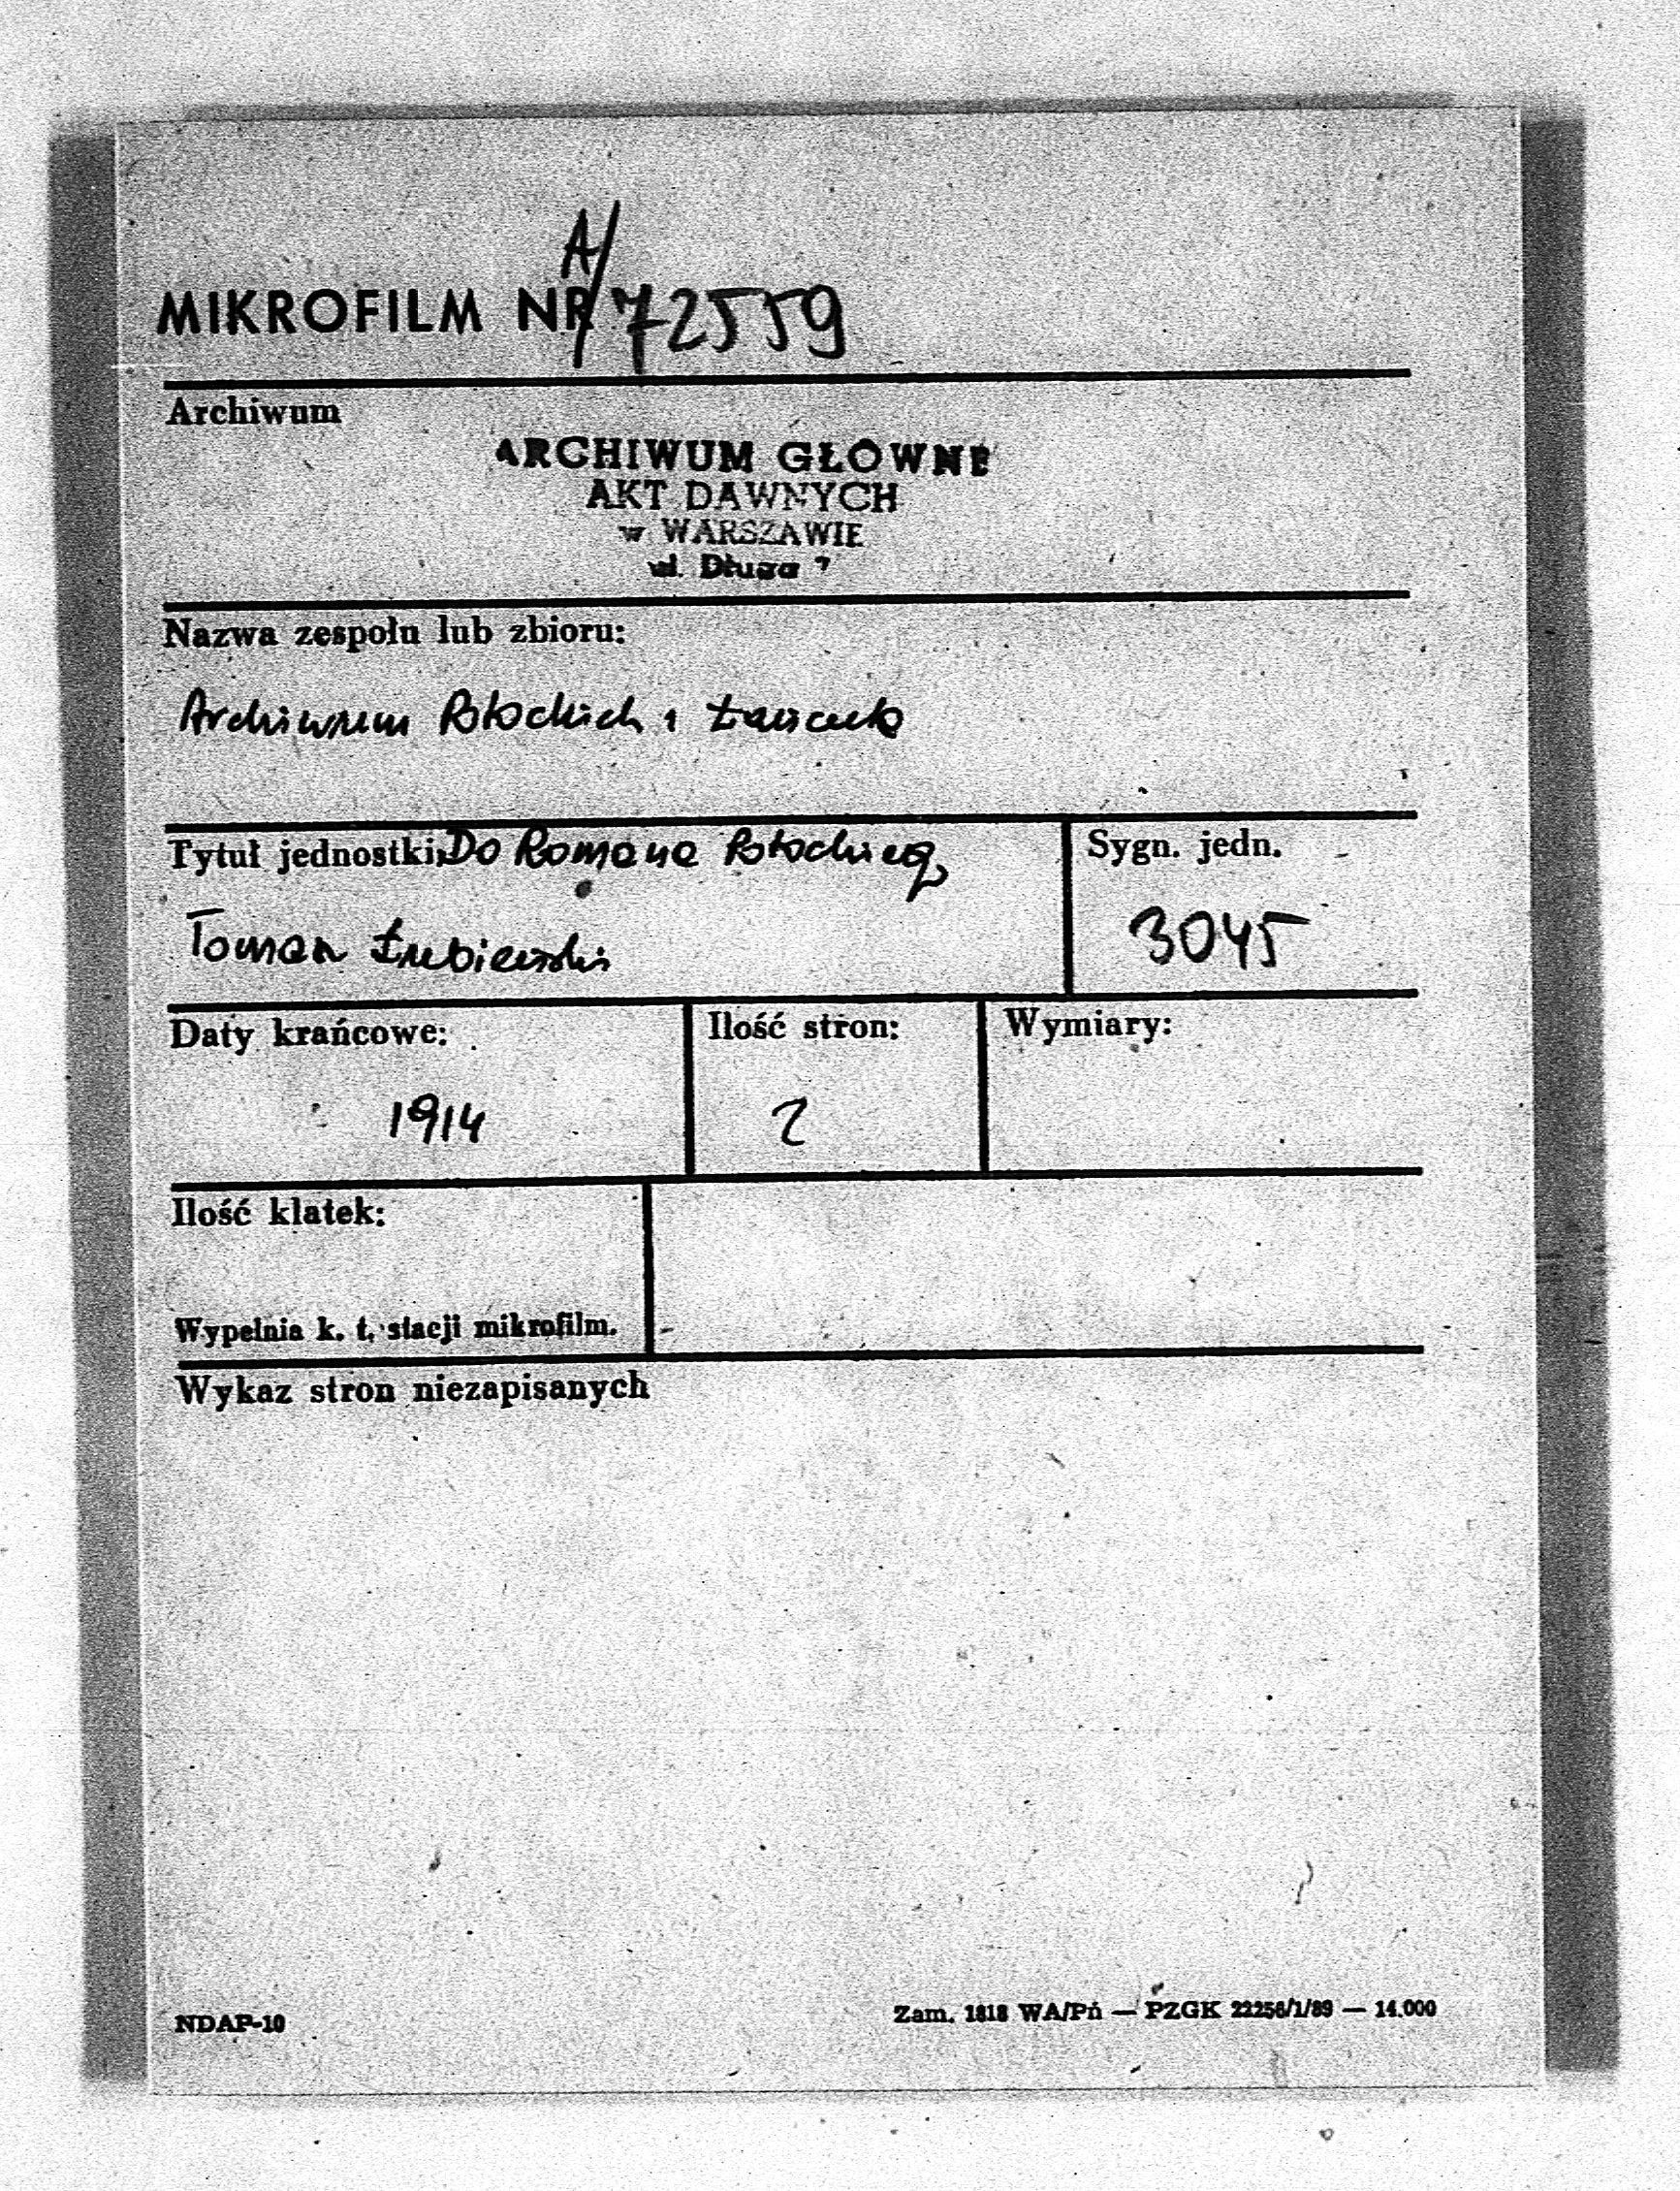 A/
MIKROFILM NR 72559
Archiwum
ARCHIWUM GŁÓWNE
AKT DAWNYCH
w WARSZAWIE
ul. Długa 7
Nazwa zespołu lub zbioru:
Archiwum Potockich z Łańcuta
Tytuł jednostki: Do Romana Potockiego
Sygn. jedn.
Tomasz Łubieński
3045
Daty krańcowe:
Ilość stron:
Wymiary:
1914
2
Ilość klatek:
Wypełnia k. t. stacji mikrofilm.
Wykaz stron niezapisanych
NDAP-10
Zam. 1818 WA/Pń — PZGK 22256/1/89 — 14.000